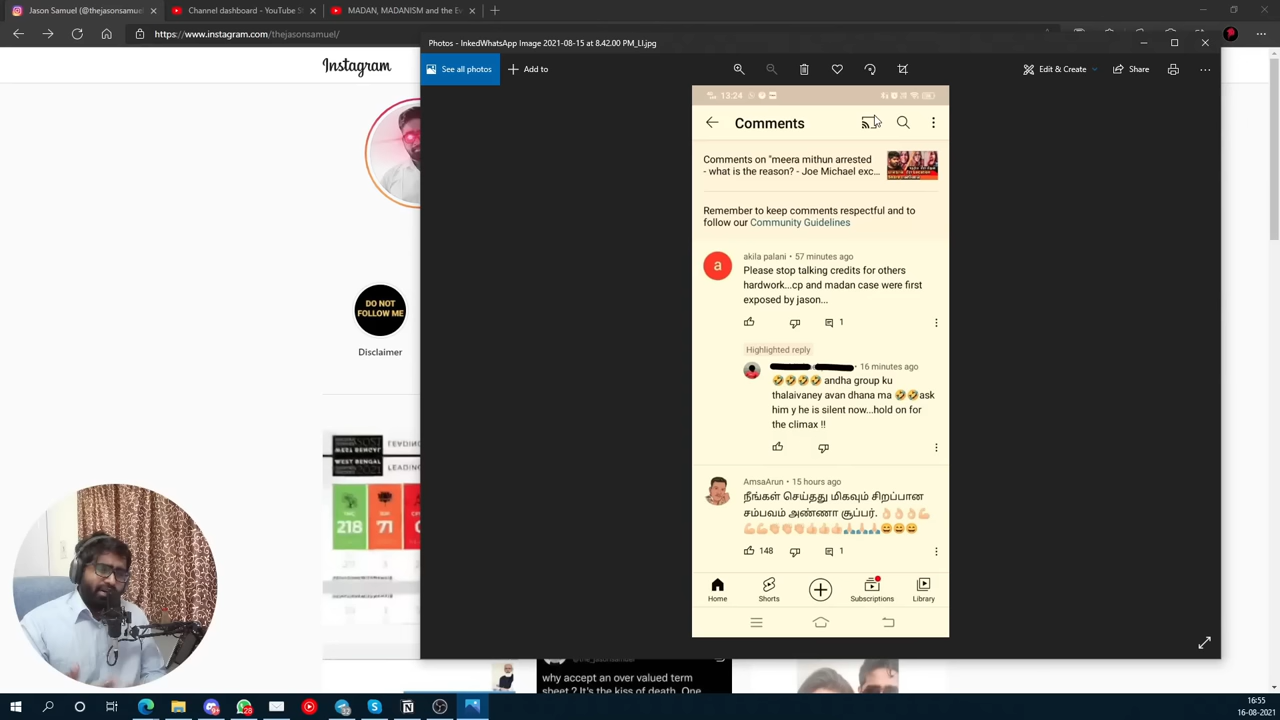 Jason Samuel (@thejasonsamuel
Channel dashboard - YouTube S
MADAN, MADANISM and the E
https://www.instagram.com/thejasonsamuel/
Instagram
Photos - InkedWhatsApp Image 2021-08-15 at 8.42.00 PM_LI.jpg
See all photos
Add to
Edit & Create
Share
13:24
Comments
Comments on "meera mithun arrested
- what is the reason? - Joe Michael exc...
Remember to keep comments respectful and to
follow our Community Guidelines
a
akila palani • 57 minutes ago
Please stop talking credits for others
hardwork...cp and madan case were first
exposed by jason...
1
Highlighted reply
• 16 minutes ago
🤣🤣🤣🤣 andha group ku
thalaivaney avan dhana ma 🤣🤣ask
him y he is silent now...hold on for
the climax !!
AmsaArun • 15 hours ago
நீங்கள் செய்தது மிகவும் சிறப்பான
சம்பவம் அண்ணா சூப்பர். 👌🏻👌🏻👌🏻💪🏻
💪🏻💪🏻👊🏻👊🏻👊🏻👍🏻👍🏻👍🏻🙏🏻🙏🏻🙏🏻😄😄😄
148
1
Home
Shorts
Subscriptions
Library
DO NOT
FOLLOW ME
Disclaimer
WEST BENGAL
LEADING
218
71
why accept an over valued term
sheet ? It's the kiss of death. One
28
16:55
16-08-2021